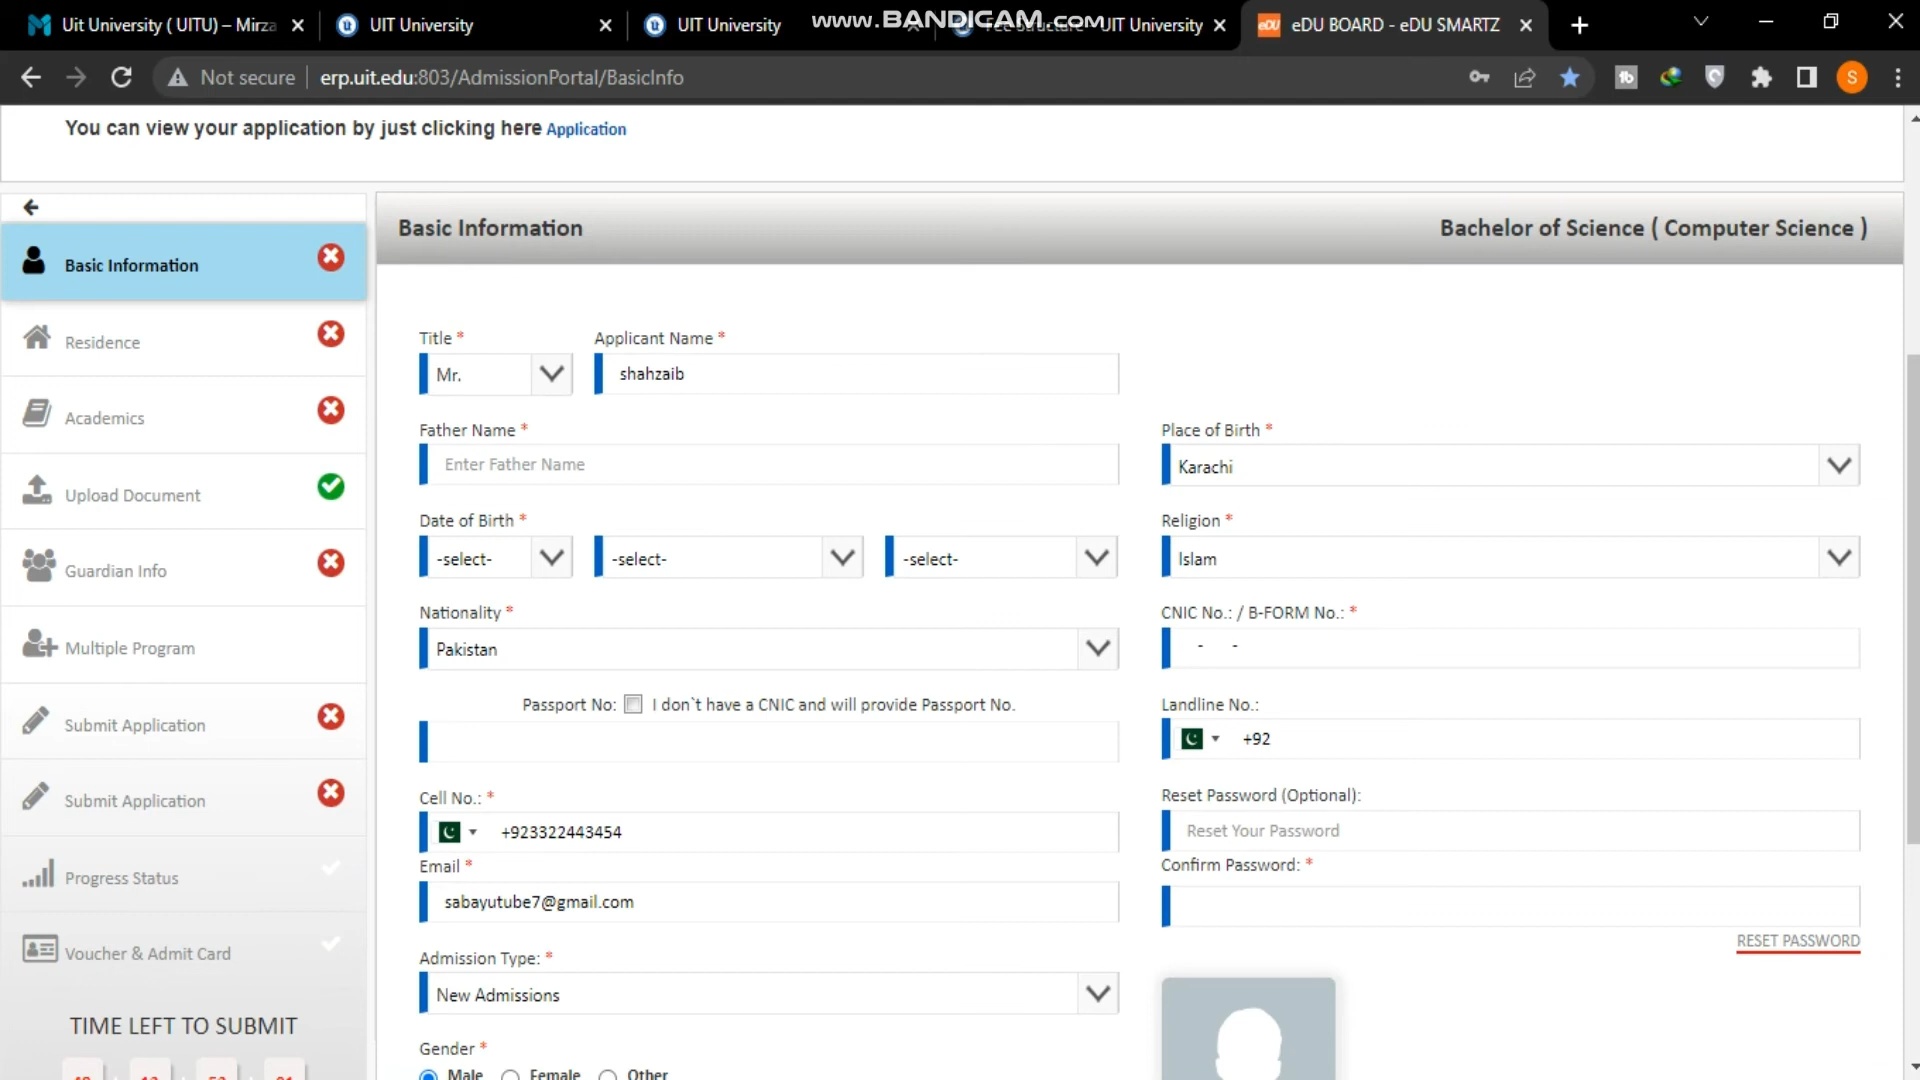 Uit University ( UITU) – Mirza
UIT University
UIT University
www.BANDICAM.com
Fee Structure - UIT University
eDU BOARD - eDU SMARTZ
Not secure
erp.uit.edu:803/AdmissionPortal/BasicInfo
S
You can view your application by just clicking here Application
Basic Information
Residence
Academics
Upload Document
Guardian Info
Multiple Program
Submit Application
Submit Application
Progress Status
Voucher & Admit Card
TIME LEFT TO SUBMIT
Basic Information
Bachelor of Science ( Computer Science )
Title *
Applicant Name *
Mr.
shahzaib
Father Name *
Place of Birth *
Enter Father Name
Karachi
Date of Birth *
Religion *
-select-
-select-
-select-
Islam
Nationality *
CNIC No.: / B-FORM No.: *
Pakistan
- -
Passport No: I don`t have a CNIC and will provide Passport No.
Landline No.:
+92
Cell No.: *
Reset Password (Optional):
+923322443454
Reset Your Password
Email *
Confirm Password: *
sabayutube7@gmail.com
RESET PASSWORD
Admission Type: *
New Admissions
Gender *
Male
Female
Other